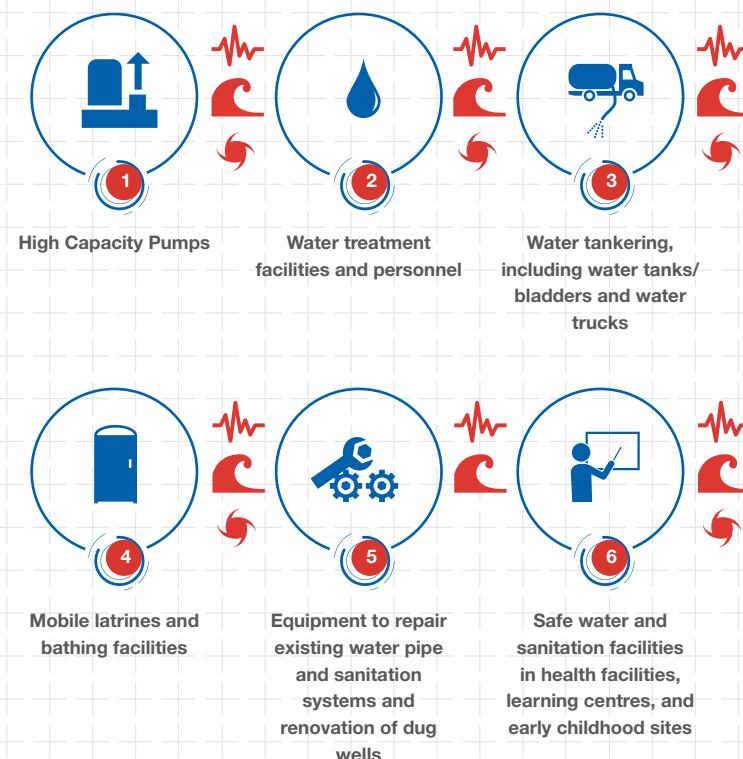 1
High Capacity Pumps
2
Water treatment
facilities and personnel
3
Water tankering,
including water tanks/
bladders and water
trucks
4
Mobile latrines and
bathing facilities
5
Equipment to repair
existing water pipe
and sanitation
systems and
renovation of dug
wells
6
Safe water and
sanitation facilities
in health facilities,
learning centres, and
early childhood sites